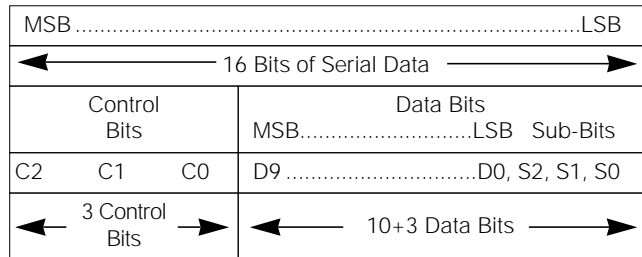 MSB.......................................................................LSB
16 Bits of Serial Data
Control
Bits
Data Bits
MSB............................LSB Sub-Bits
C2 C1 C0
D9................................D0, S2, S1, S0
3 Control
Bits
10+3 Data Bits